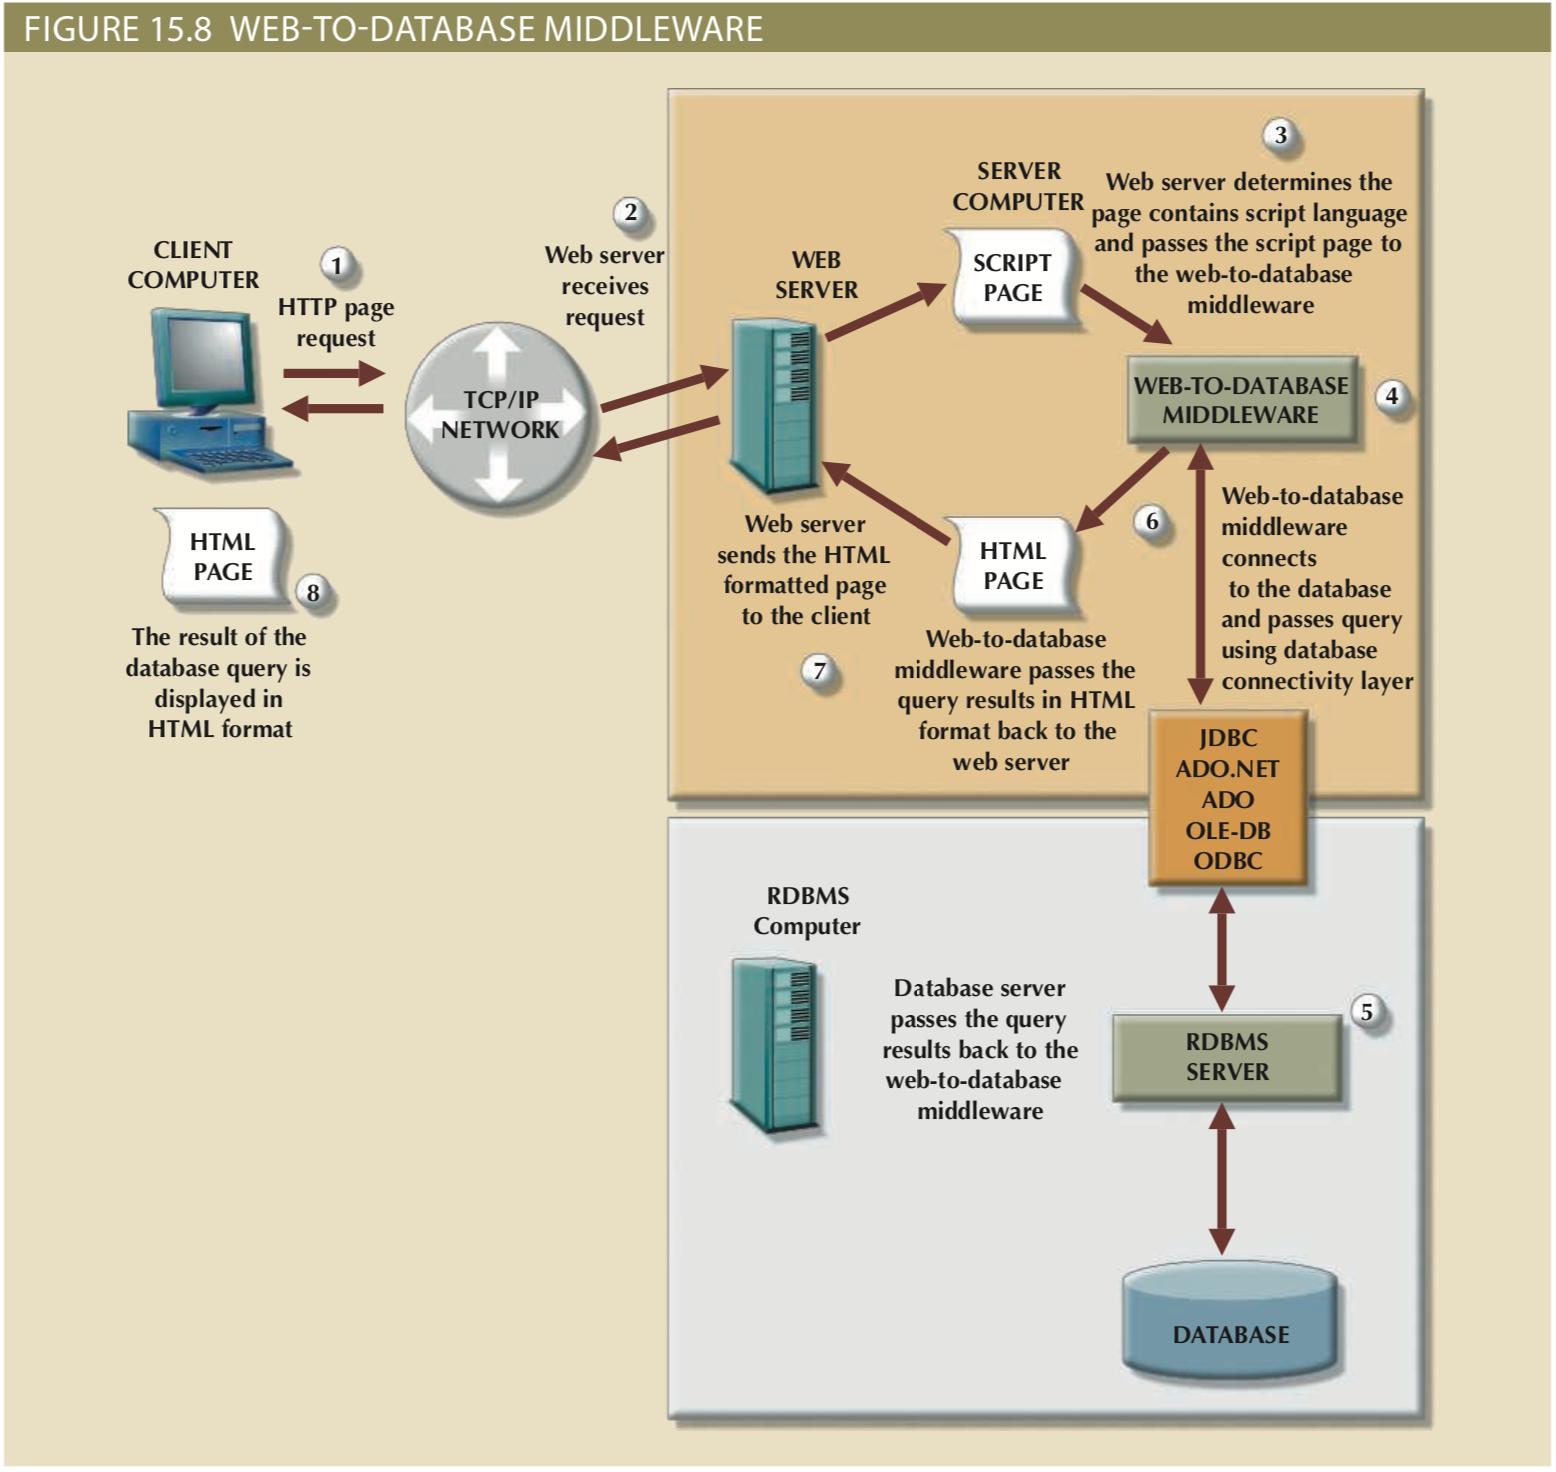 FIGURE 15.8 WEB-TO-DATABASE MIDDLEWARE
CLIENT
COMPUTER
1
HTTP page
request
TCP/IP
NETWORK
2
Web server
receives
request
WEB
SERVER
SERVER
COMPUTER
SCRIPT
PAGE
3
Web server determines the
page contains script language
and passes the script page to
the web-to-database
middleware
WEB-TO-DATABASE
MIDDLEWARE
4
Web-to-database
middleware
connects
to the database
and passes query
using database
connectivity layer
JDBC
ADO.NET
ADO
OLE-DB
ODBC
RDBMS
Computer
Database server
passes the query
results back to the
web-to-database
middleware
5
RDBMS
SERVER
DATABASE
6
HTML
PAGE
Web-to-database
middleware passes the
query results in HTML
format back to the
web server
Web server
sends the HTML
formatted page
to the client
7
HTML
PAGE
8
The result of the
database query is
displayed in
HTML format